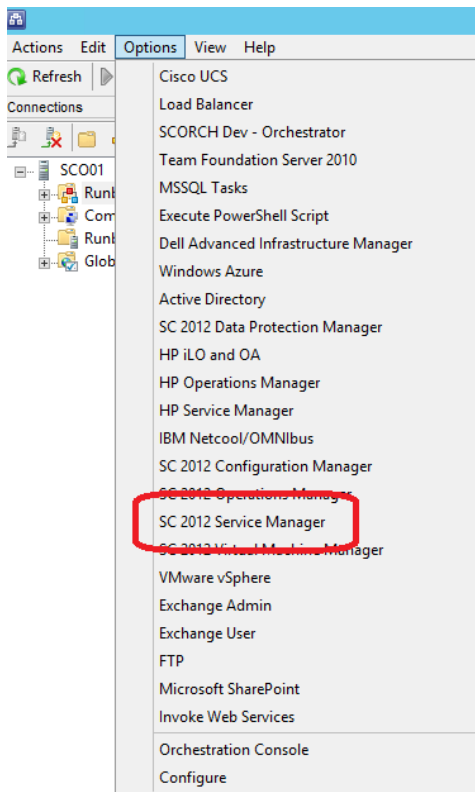 Actions Edit Options View Help
Refresh
Connections
SCO01
Runb
Com
Runb
Glob
Cisco UCS
Load Balancer
SCORCH Dev - Orchestrator
Team Foundation Server 2010
MSSQL Tasks
Execute PowerShell Script
Dell Advanced Infrastructure Manager
Windows Azure
Active Directory
SC 2012 Data Protection Manager
HP iLO and OA
HP Operations Manager
HP Service Manager
IBM Netcool/OMNIbus
SC 2012 Configuration Manager
SC 2012 Operations Manager
SC 2012 Service Manager
SC 2012 Virtual Machine Manager
VMware vSphere
Exchange Admin
Exchange User
FTP
Microsoft SharePoint
Invoke Web Services
Orchestration Console
Configure